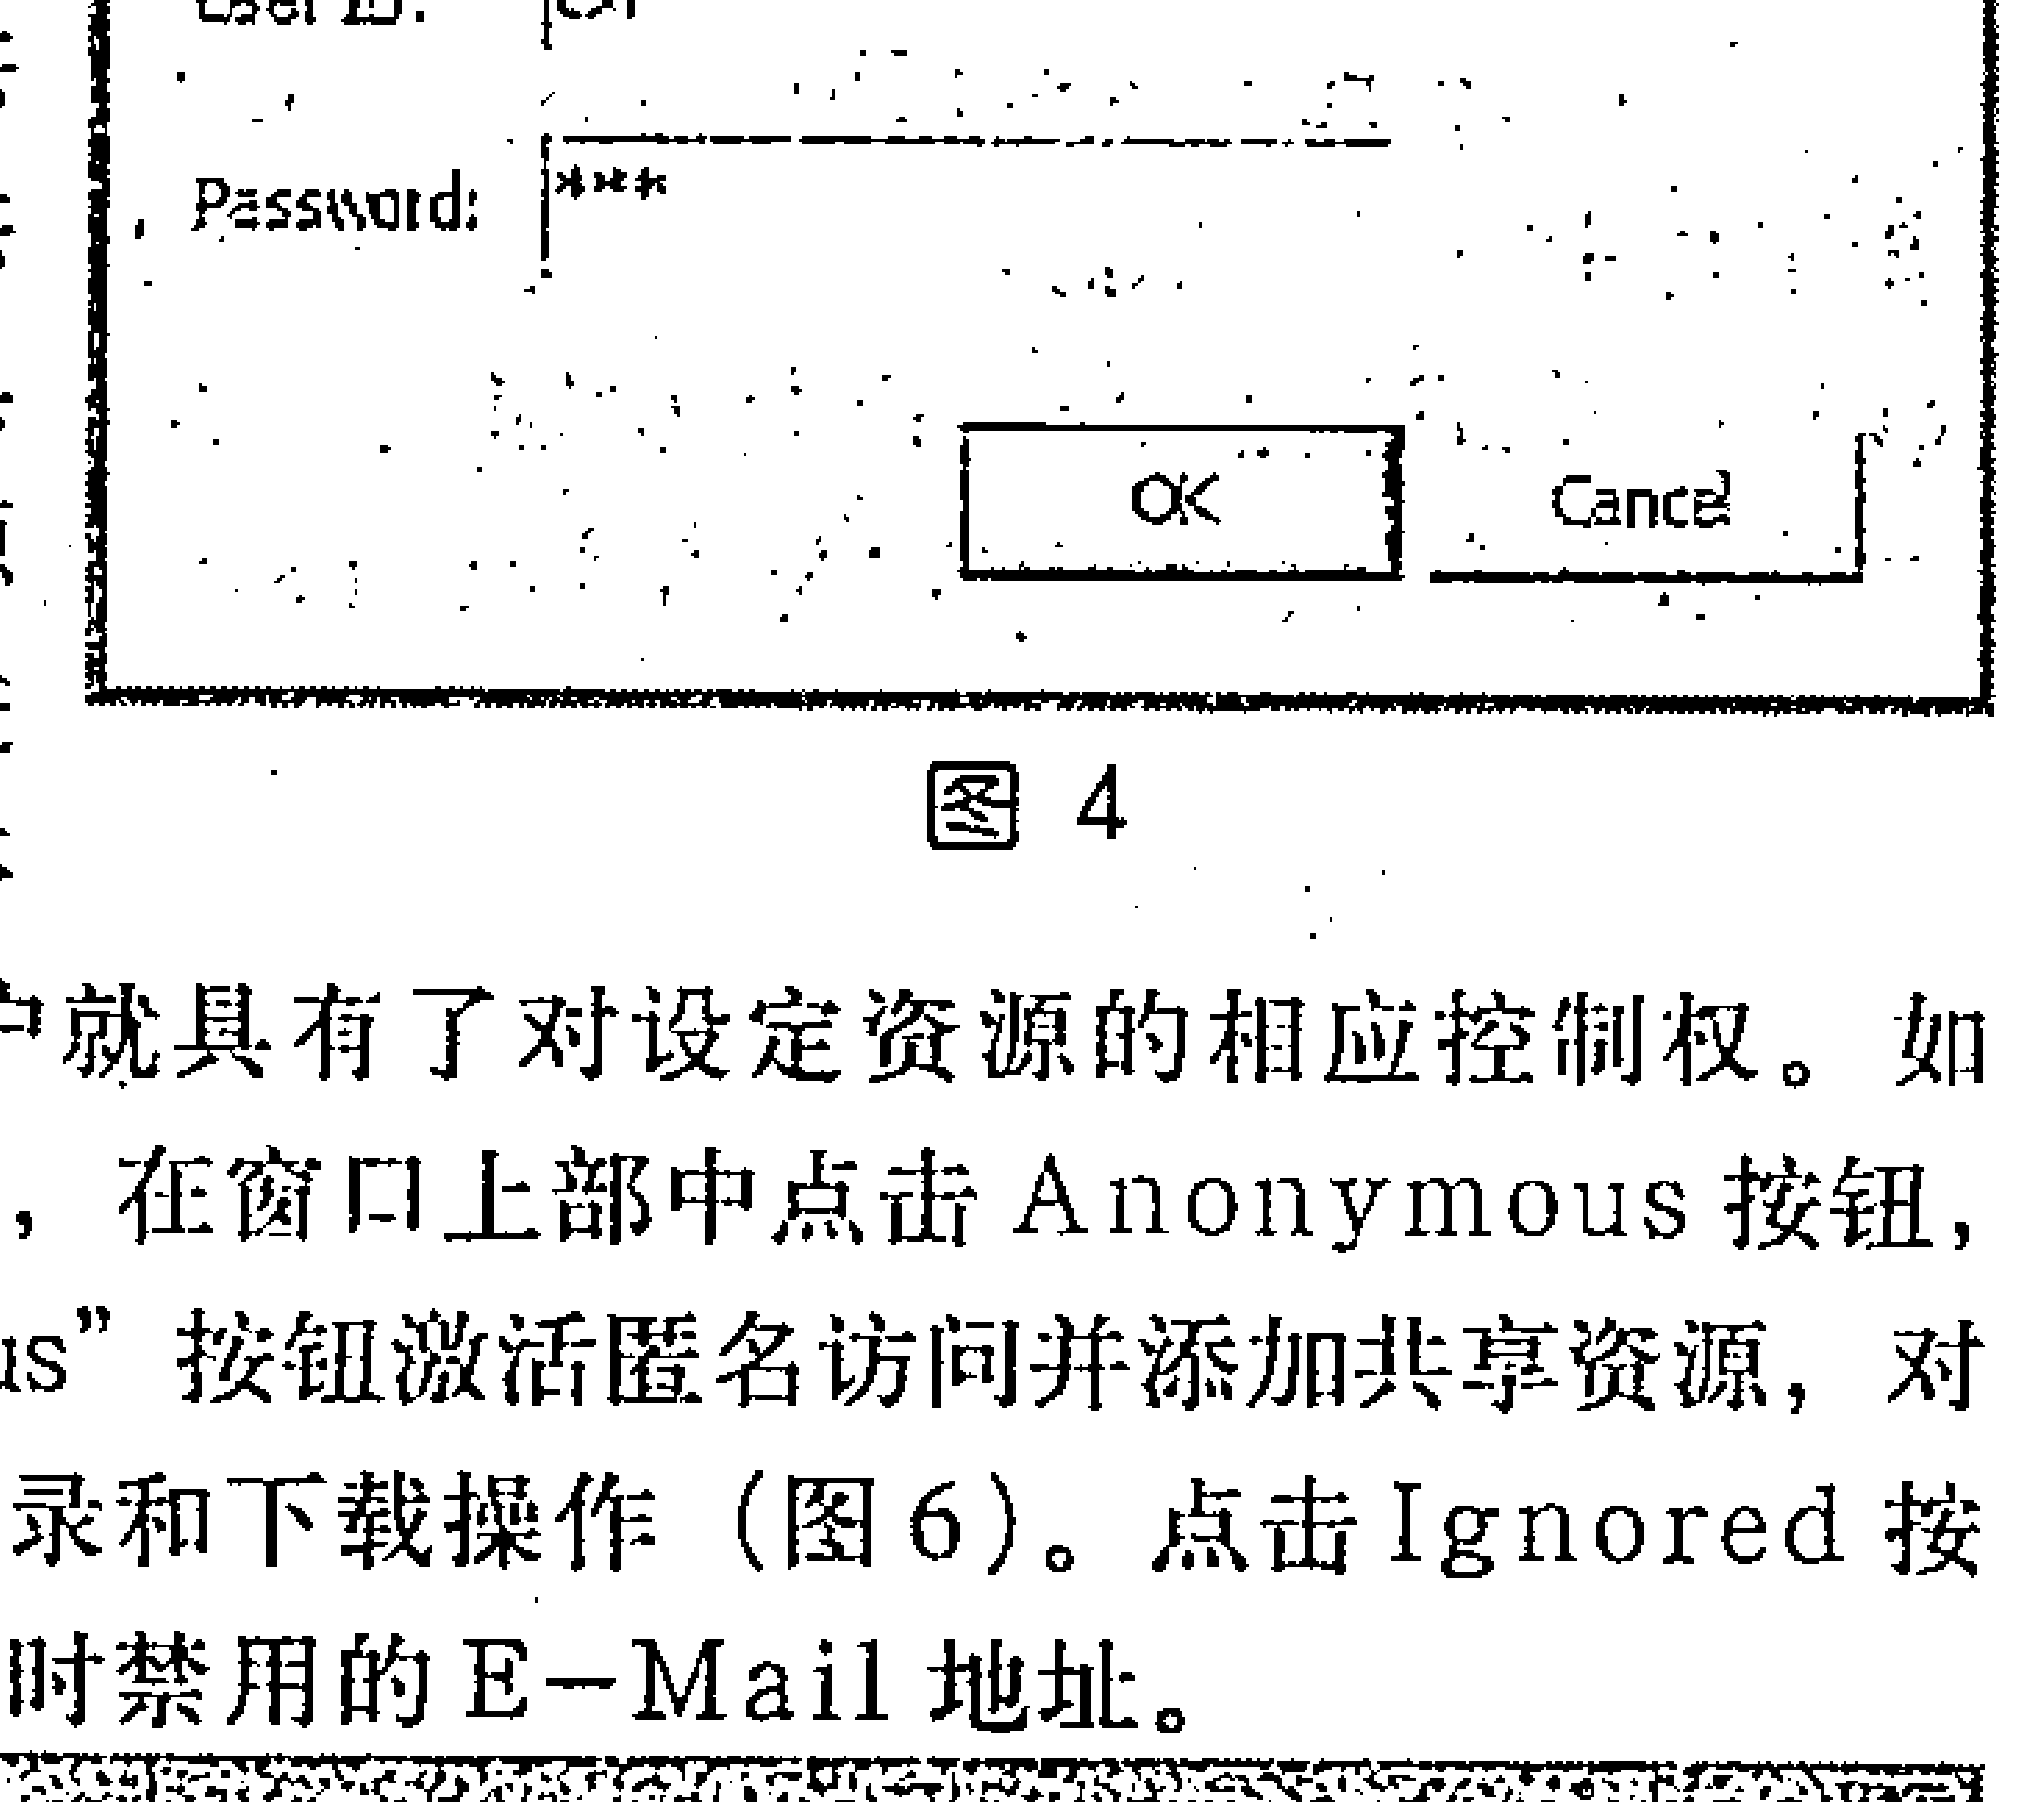 User ID:
Password:
***
OK
Cancel
图 4
户就具有了对设定资源的相应控制权。如
，在窗口上部中点击 Anonymous 按钮，
us”按钮激活匿名访问并添加共享资源，对
录和下载操作（图 6）。点击 Ignored 按
时禁用的 E-Mail 地址。